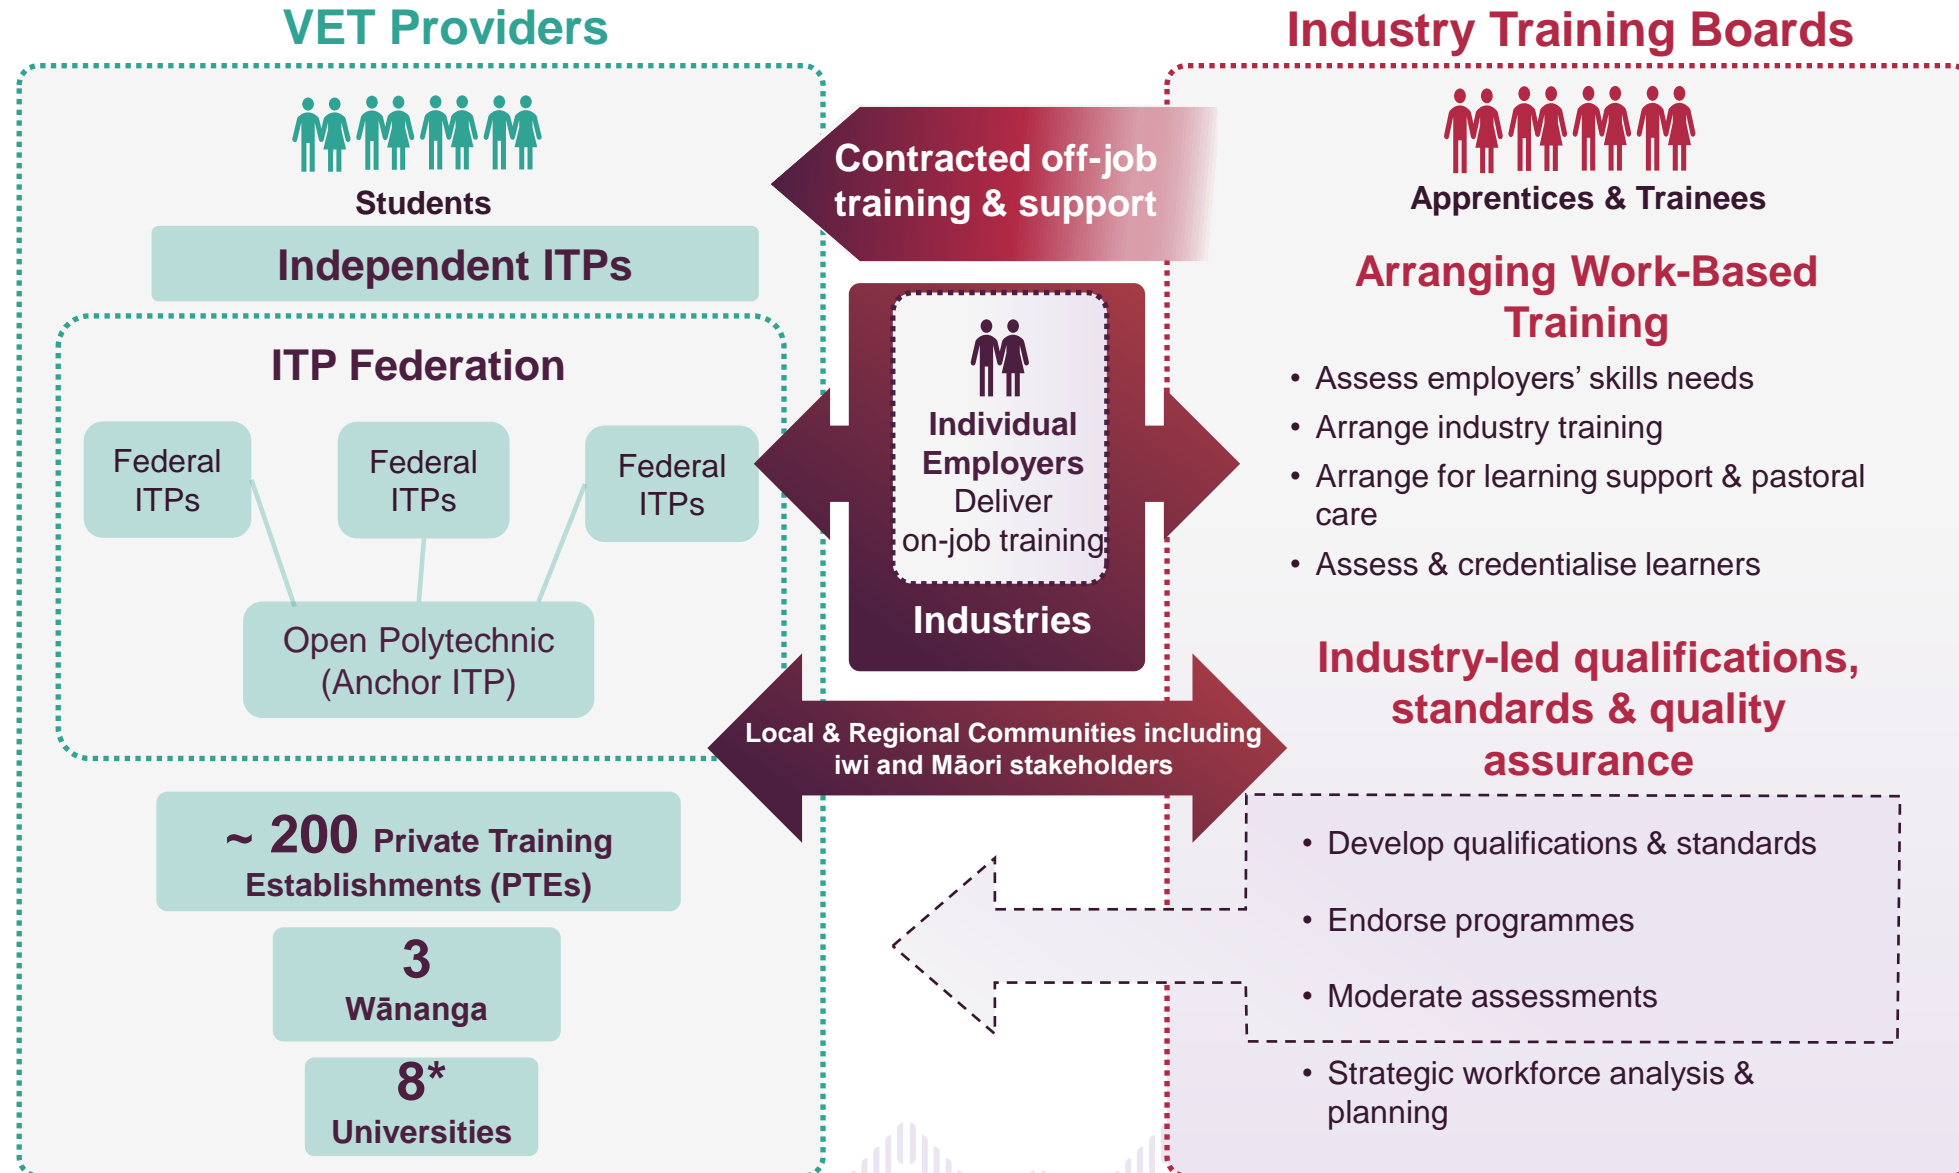 VET Providers
Students
Independent ITPs
ITP Federation
Federal
ITPs
Federal
ITPs
Federal
ITPs
Open Polytechnic
(Anchor ITP)
~ 200 Private Training
Establishments (PTEs)
3
Wānanga
8*
Universities
Contracted off-job
training & support
Individual
Employers
Deliver
on-job training
Industries
Local & Regional Communities including
iwi and Māori stakeholders
Industry Training Boards
Apprentices & Trainees
Arranging Work-Based
Training
• Assess employers’ skills needs
• Arrange industry training
• Arrange for learning support & pastoral
care
• Assess & credentialise learners
Industry-led qualifications,
standards & quality
assurance
• Develop qualifications & standards
• Endorse programmes
• Moderate assessments
• Strategic workforce analysis &
planning